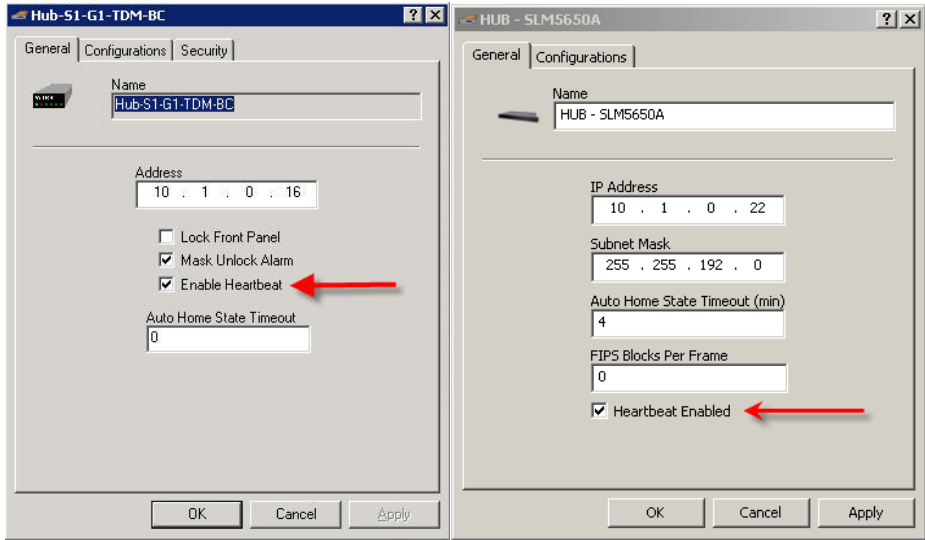 Hub-S1-G1-TDM-BC
General Configurations Security
Name
Hub-S1-G1-TDM-BC
Address
10 . 1 . 0 . 16
Lock Front Panel
Mask Unlock Alarm
Enable Heartbeat
Auto Home State Timeout
0
OK Cancel Apply
HUB - SLM5650A
General Configurations
Name
HUB - SLM5650A
IP Address
10 . 1 . 0 . 22
Subnet Mask
255 . 255 . 192 . 0
Auto Home State Timeout (min)
4
FIPS Blocks Per Frame
0
Heartbeat Enabled
OK Cancel Apply